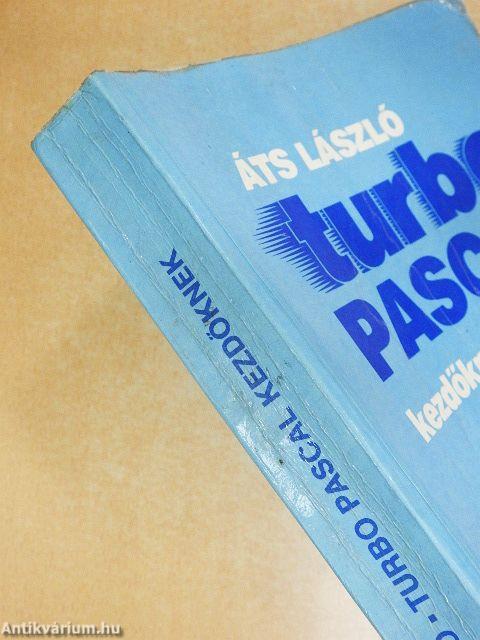 ÁTS LÁSZLÓ
turbo
PASC
kezdőkn
Ó - TURBO PASCAL KEZDŐKNEK
Antikvárium.hu